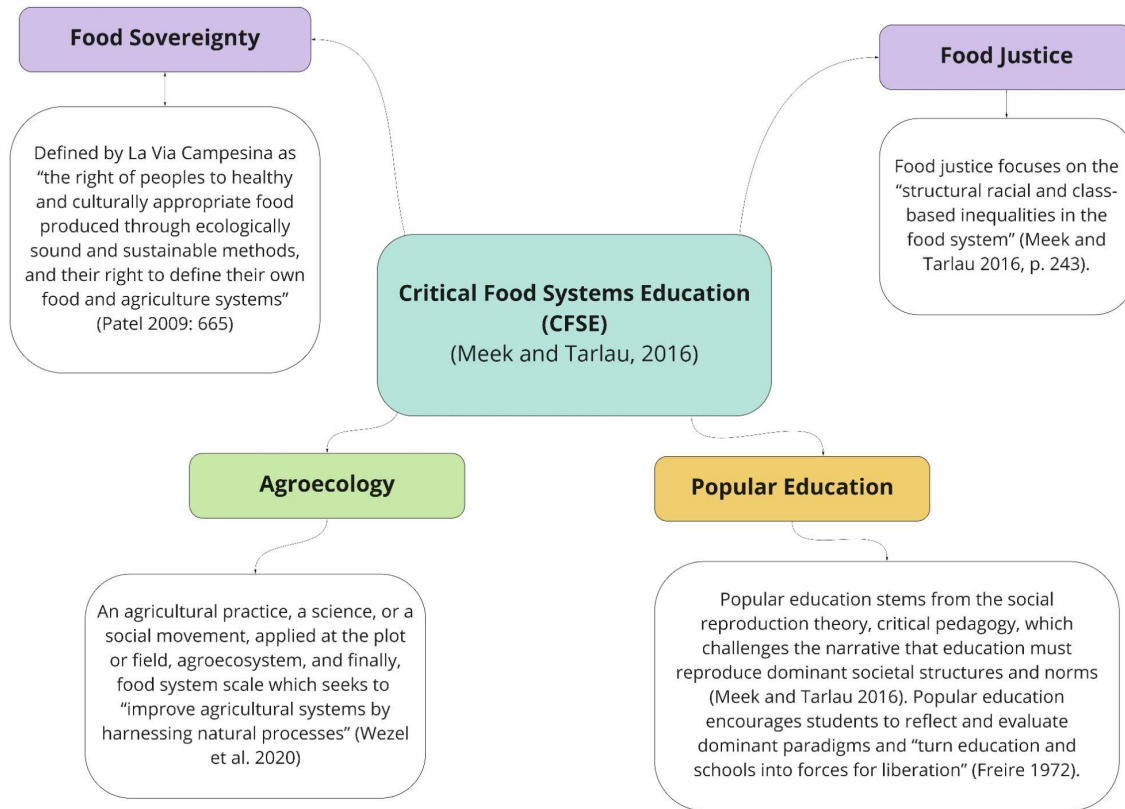 Food Sovereignty
Defined by La Via Campesina as
“the right of peoples to healthy
and culturally appropriate food
produced through ecologically
sound and sustainable methods,
and their right to define their own
food and agriculture systems”
(Patel 2009: 665)
Food Justice
Food justice focuses on the
“structural racial and class-
based inequalities in the
food system” (Meek and
Tarlau 2016, p. 243).
Critical Food Systems Education
(CFSE)
(Meek and Tarlau, 2016)
Agroecology
An agricultural practice, a science, or a
social movement, applied at the plot
or field, agroecosystem, and finally,
food system scale which seeks to
“improve agricultural systems by
harnessing natural processes” (Wezel
et al. 2020)
Popular Education
Popular education stems from the social
reproduction theory, critical pedagogy, which
challenges the narrative that education must
reproduce dominant societal structures and norms
(Meek and Tarlau 2016). Popular education
encourages students to reflect and evaluate
dominant paradigms and “turn education and
schools into forces for liberation” (Freire 1972).